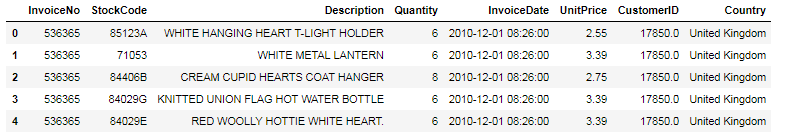 InvoiceNo StockCode Description Quantity InvoiceDate UnitPrice CustomerID Country
0 536365 85123A WHITE HANGING HEART T-LIGHT HOLDER 6 2010-12-01 08:26:00 2.55 17850.0 United Kingdom
1 536365 71053 WHITE METAL LANTERN 6 2010-12-01 08:26:00 3.39 17850.0 United Kingdom
2 536365 84406B CREAM CUPID HEARTS COAT HANGER 8 2010-12-01 08:26:00 2.75 17850.0 United Kingdom
3 536365 84029G KNITTED UNION FLAG HOT WATER BOTTLE 6 2010-12-01 08:26:00 3.39 17850.0 United Kingdom
4 536365 84029E RED WOOLLY HOTTIE WHITE HEART. 6 2010-12-01 08:26:00 3.39 17850.0 United Kingdom